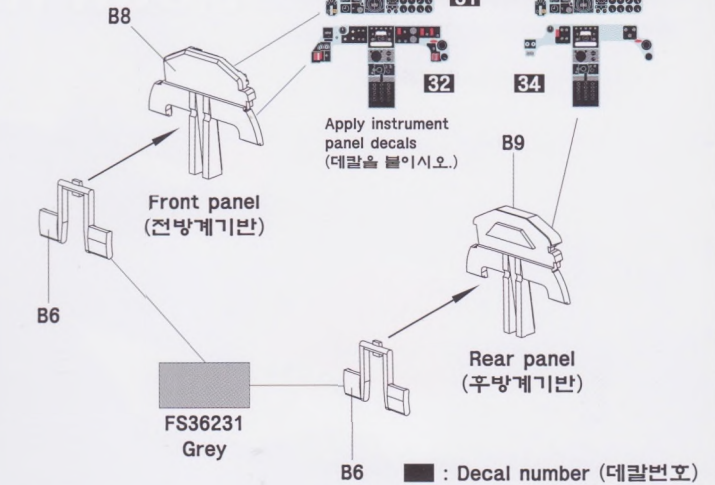 B8
32
34
Apply instrument
panel decals
(데칼을 붙이시오.)
B9
Front panel
(전방계기반)
B6
Rear panel
(후방계기반)
FS36231
Grey
B6
: Decal number (데칼번호)